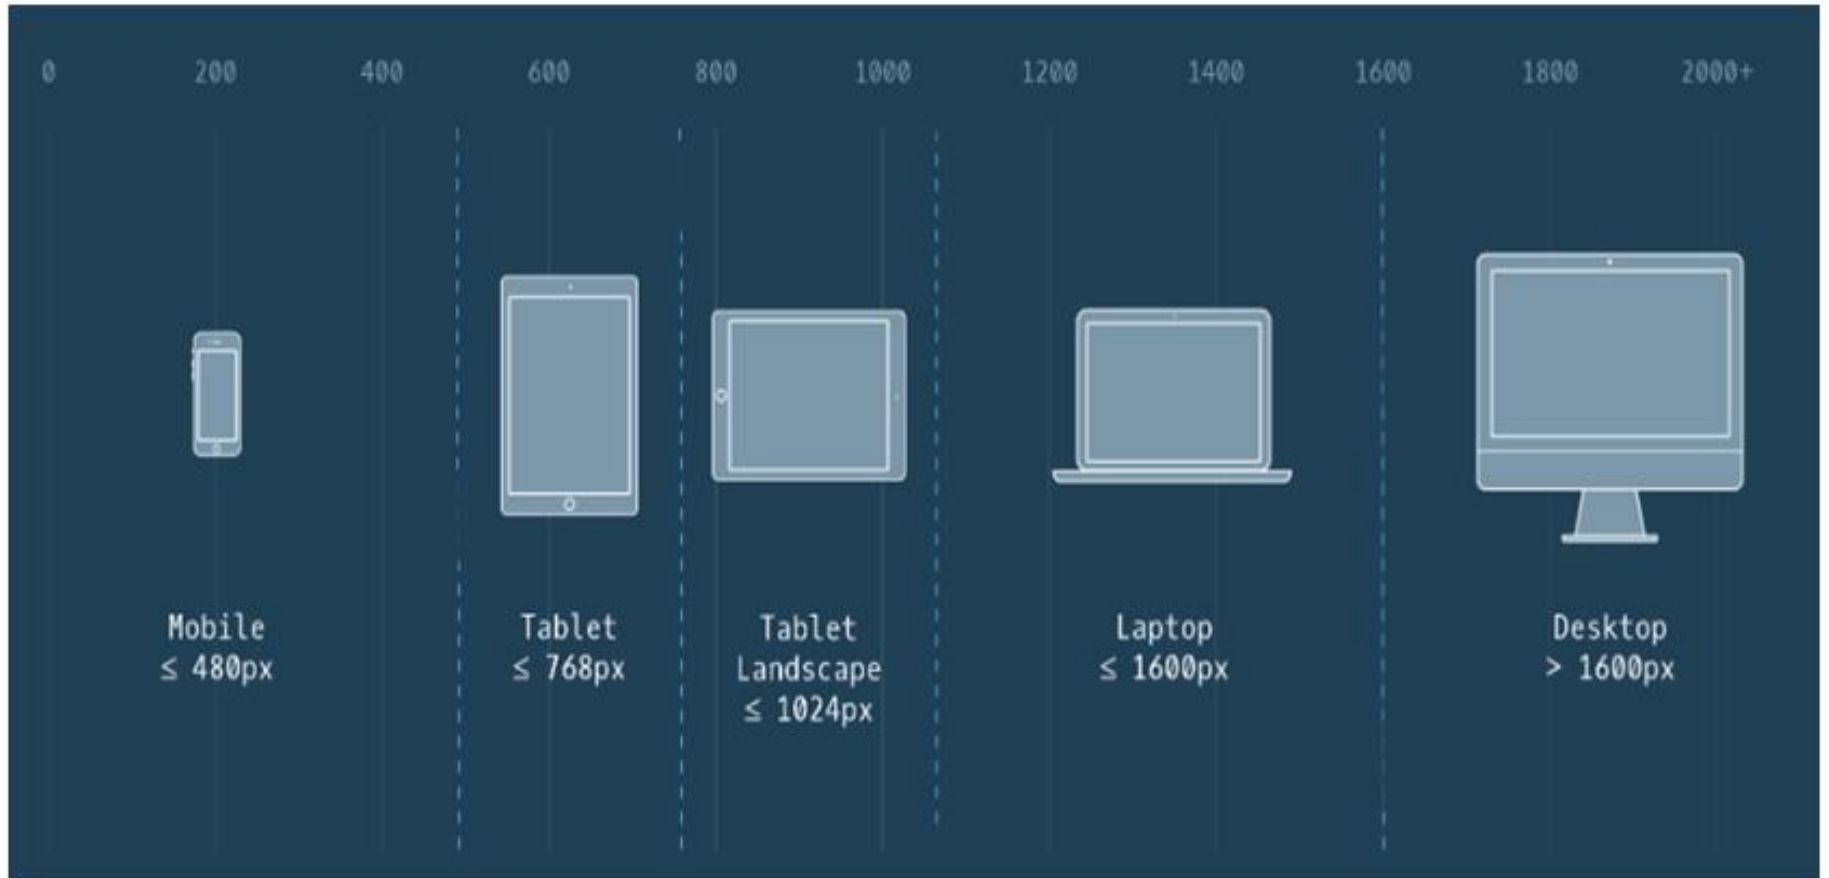 0 200 400 600 800 1000 1200 1400 1600 1800 2000+
Mobile
≤ 480px
Tablet
≤ 768px
Tablet
Landscape
≤ 1024px
Laptop
≤ 1600px
Desktop
> 1600px